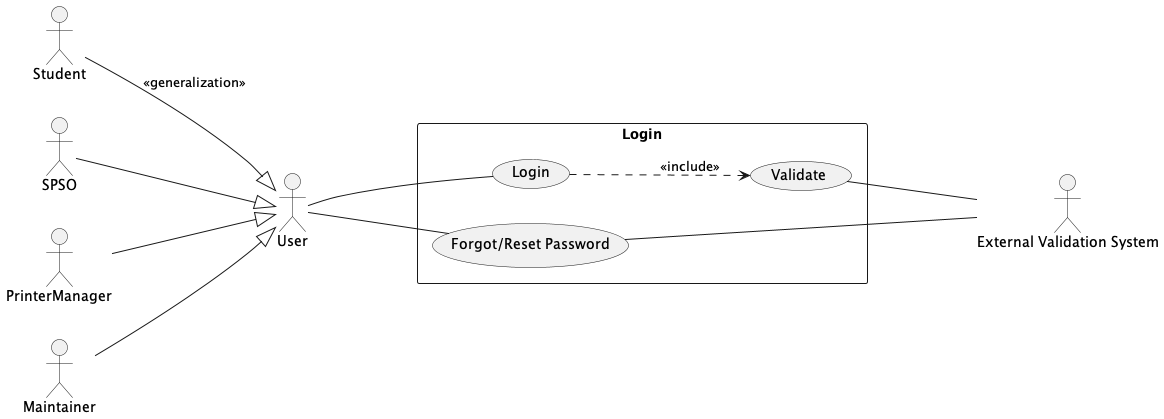 Student
«generalization»
SPSO
PrinterManager
Maintainer
User
Login
Login
«include»
Validate
Forgot/Reset Password
External Validation System